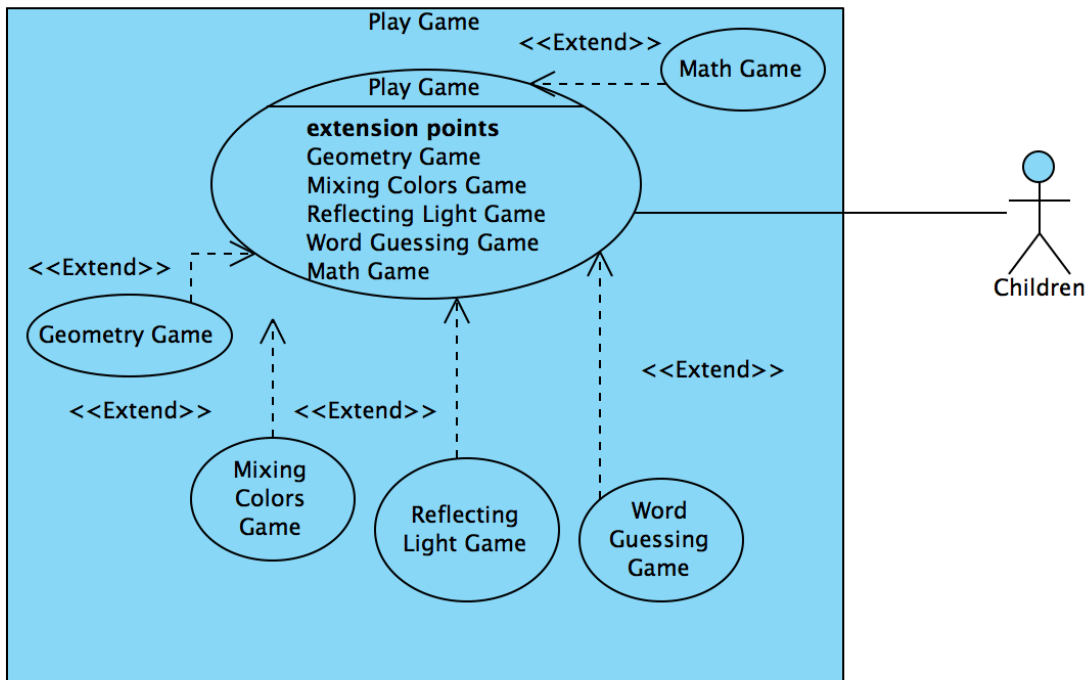 Play Game
<<Extend>>
Math Game
Play Game
extension points
Geometry Game
Mixing Colors Game
Reflecting Light Game
Word Guessing Game
Math Game
Children
<<Extend>>
Geometry Game
<<Extend>>
<<Extend>>
<<Extend>>
Mixing
Colors
Game
Reflecting
Light Game
Word
Guessing
Game